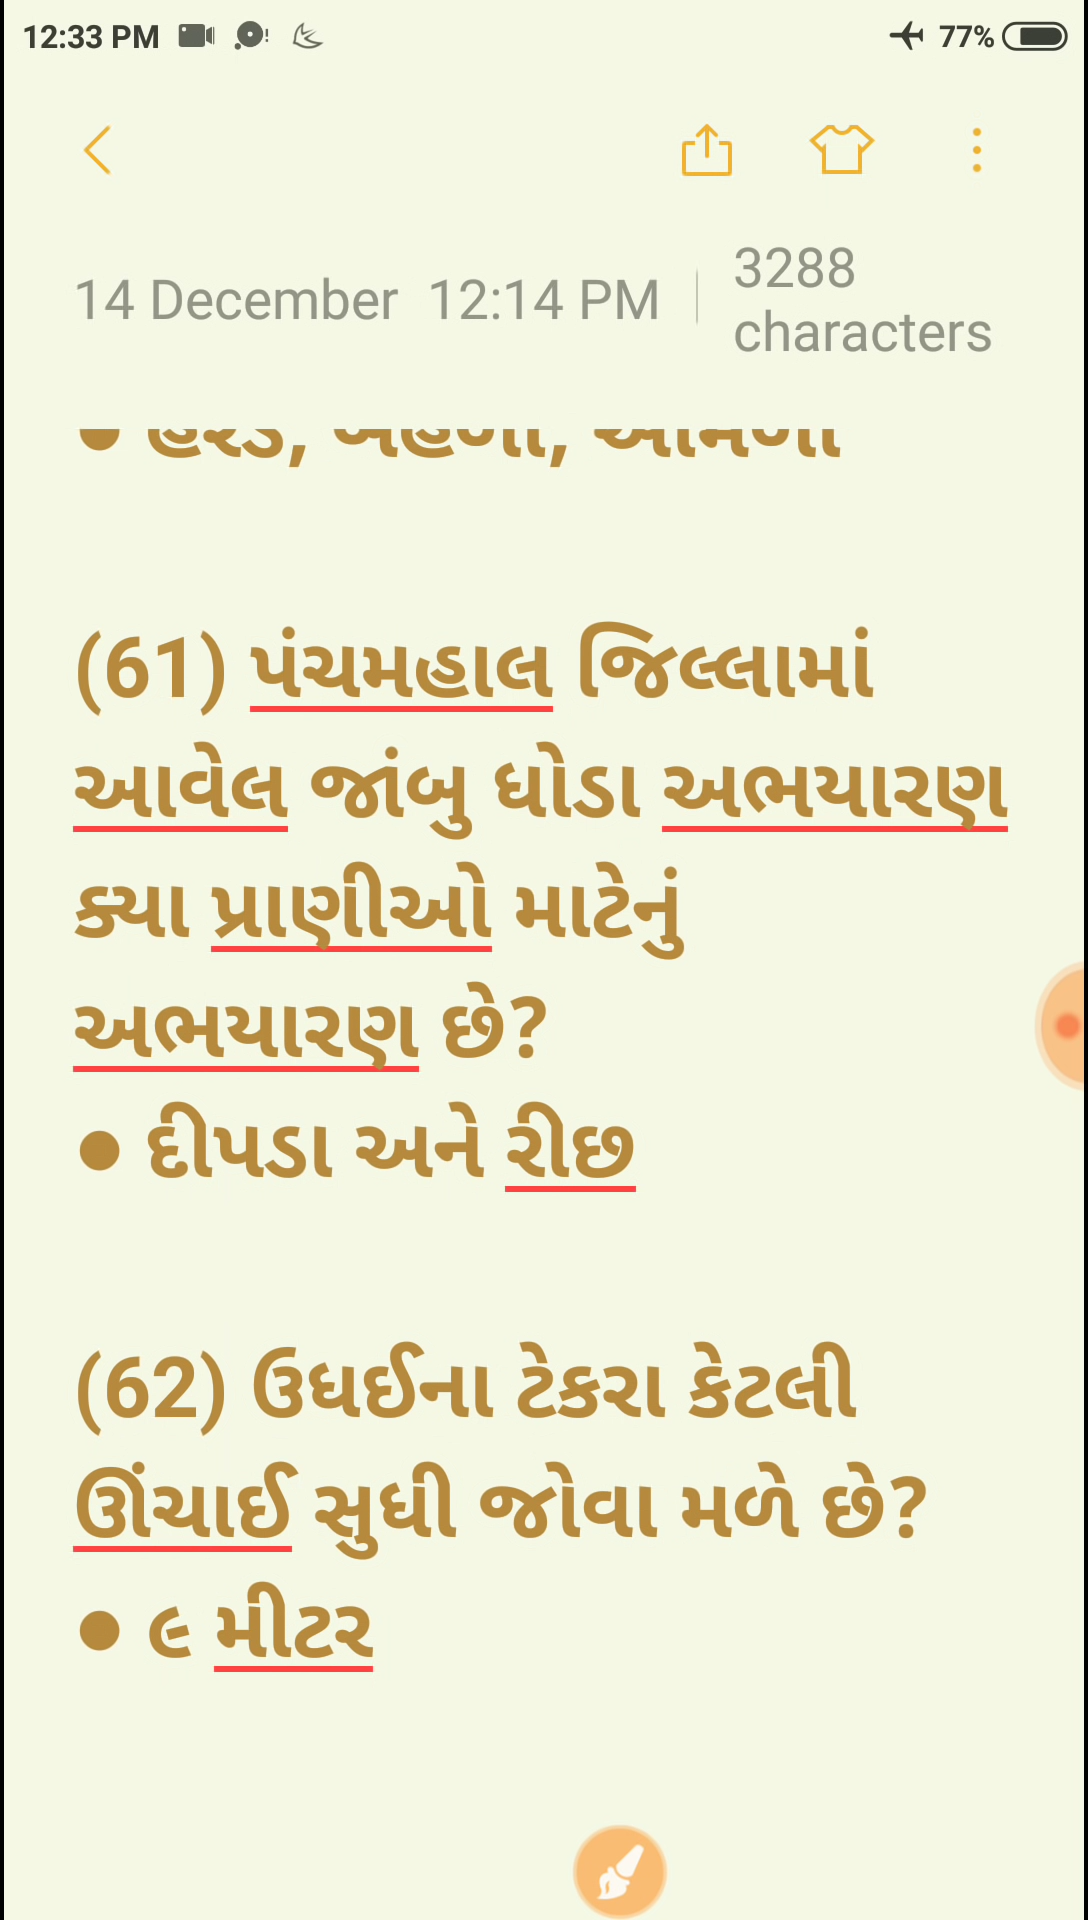 12:33 PM 77%
14 December 12:14 PM 3288
characters
(61) પંચમહાલ જિલ્લામાં
આવેલ જાંબુ ધોડા અભયારણ
ક્યા પ્રાણીઓ માટેનું
અભયારણ છે?
● દીપડા અને રીછ
(62) ઉધઈના ટેકરા કેટલી
ઊંચાઈ સુધી જોવા મળે છે?
● ૯ મીટર